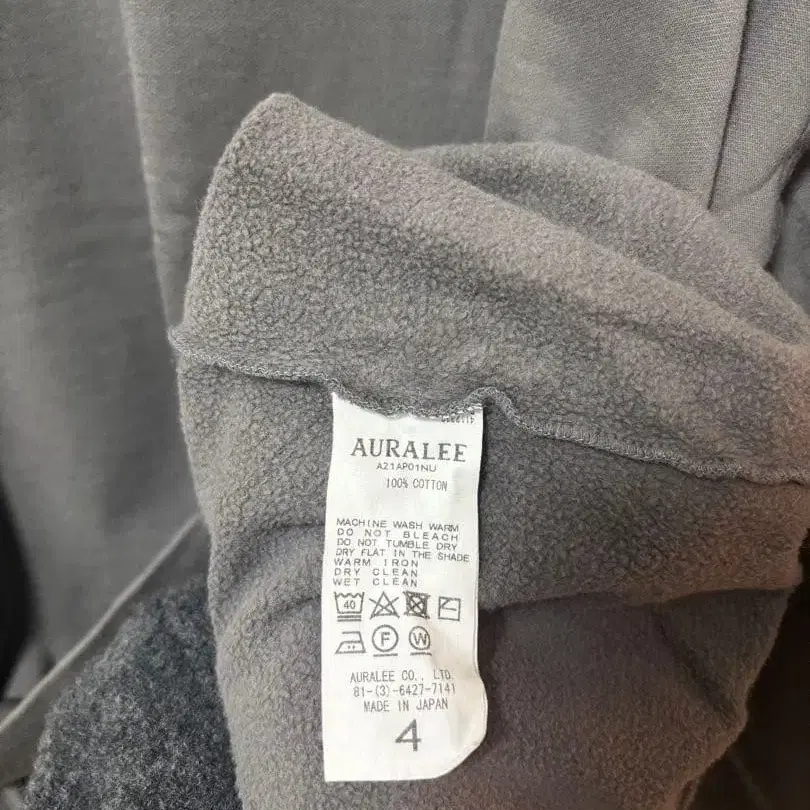 AURALEE
A21AP01NU
100% COTTON
MACHINE WASH WARM
DO NOT BLEACH
DO NOT TUMBLE DRY
DRY FLAT IN THE SHADE
WARM IRON
DRY CLEAN
WET CLEAN
40
F W
AURALEE CO., LTD.
81-(3)-6427-7141
MADE IN JAPAN
4